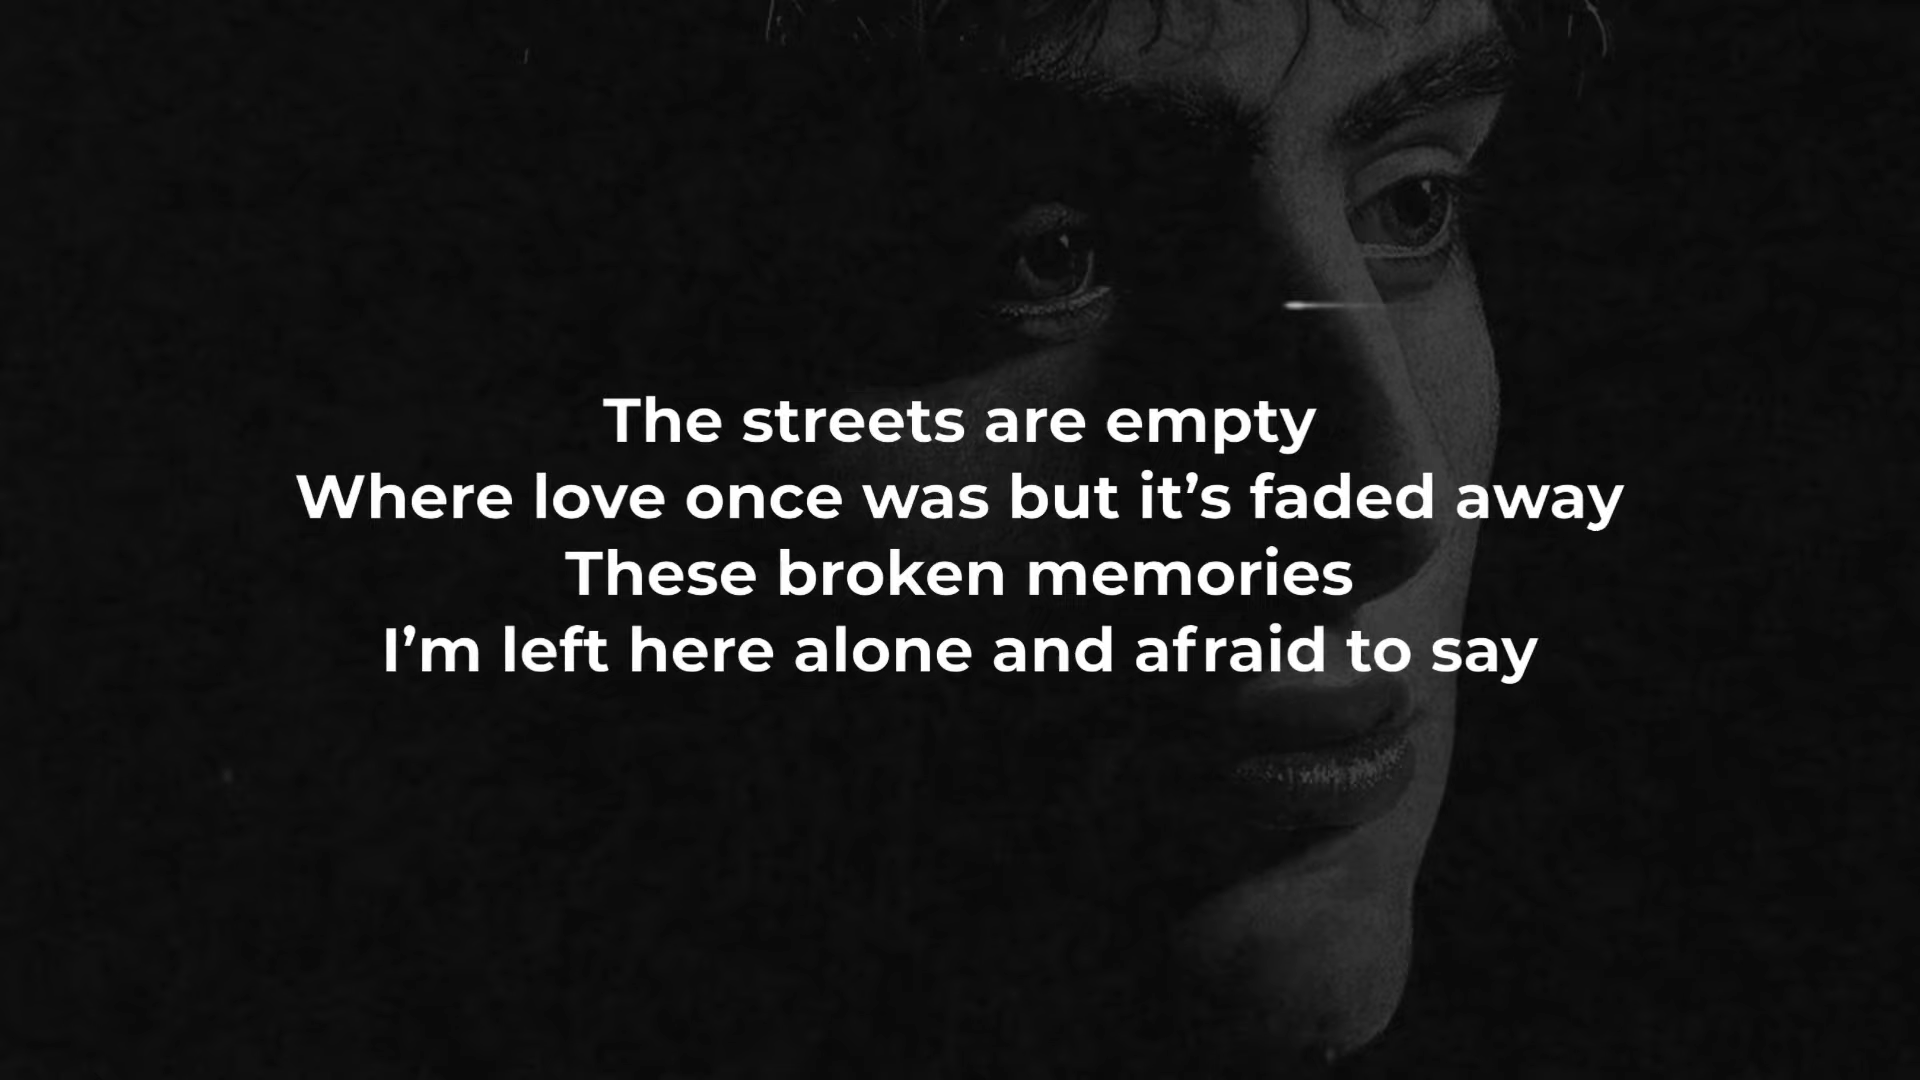 The streets are empty
Where love once was but it’s faded away
These broken memories
I’m left here alone and afraid to say